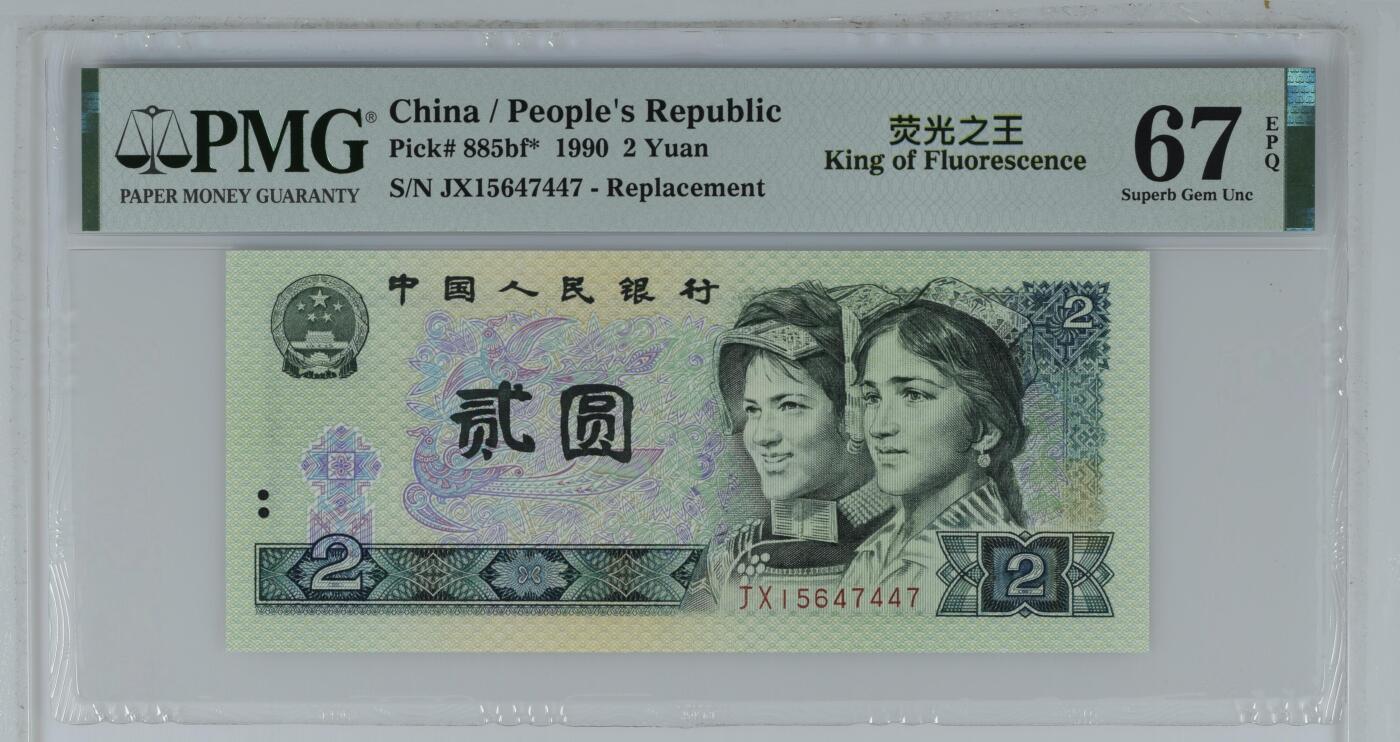 PMG®
PAPER MONEY GUARANTY
China / People's Republic
Pick# 885bf* 1990 2 Yuan
S/N JX15647447 - Replacement
荧光之王
King of Fluorescence
67
EPQ
Superb Gem Unc
中国人民银行
2
贰圆
2
JX15647447
2